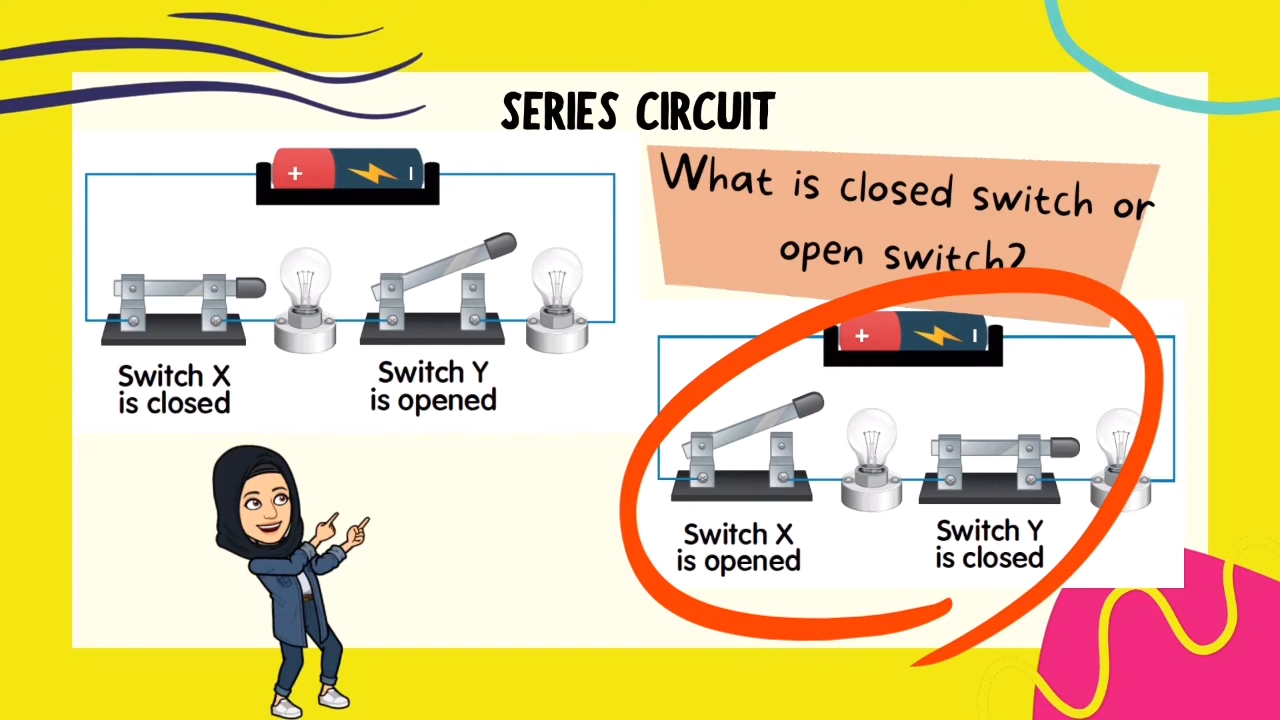 SERIES CIRCUIT
What is closed switch or
open switch?
+
Switch X
is closed
Switch Y
is opened
+
Switch X
is opened
Switch Y
is closed